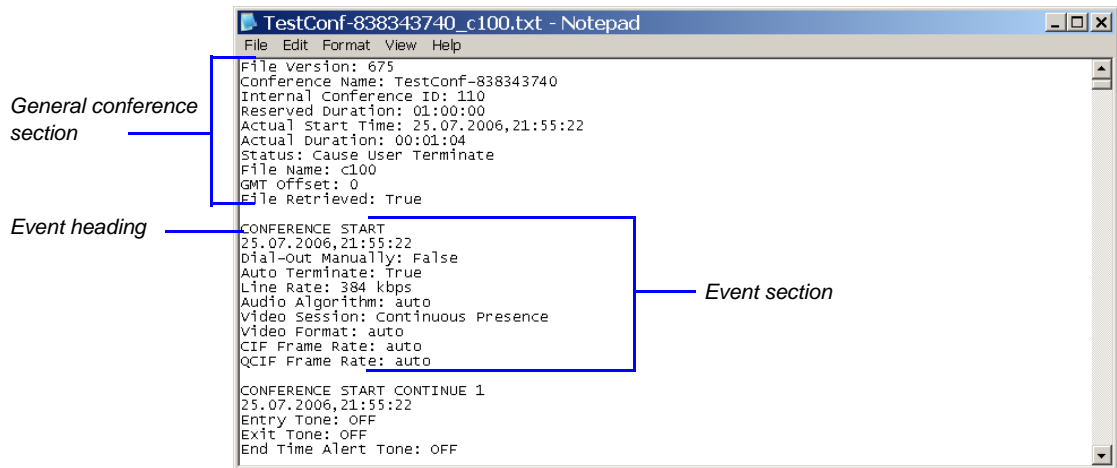 TestConf-838343740_c100.txt - Notepad
File Edit Format View Help
File Version: 675
Conference Name: TestConf-838343740
Internal Conference ID: 110
Reserved Duration: 01:00:00
Actual Start Time: 25.07.2006,21:55:22
Actual Duration: 00:01:04
Status: Cause User Terminate
File Name: c100
GMT Offset: 0
File Retrieved: True
General conference
section
Event heading
CONFERENCE START
25.07.2006,21:55:22
Dial-Out Manually: False
Auto Terminate: True
Line Rate: 384 kbps
Audio Algorithm: auto
Video Session: Continuous Presence
Video Format: auto
CIF Frame Rate: auto
QCIF Frame Rate: auto
Event section
CONFERENCE START CONTINUE 1
25.07.2006,21:55:22
Entry Tone: OFF
Exit Tone: OFF
End Time Alert Tone: OFF